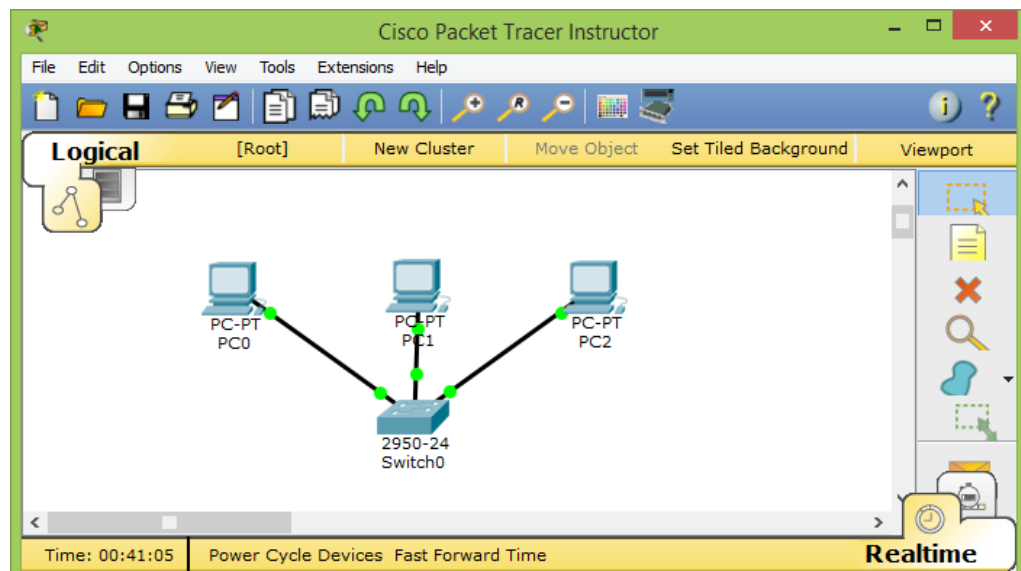 Cisco Packet Tracer Instructor
File Edit Options View Tools Extensions Help
R
i ?
Logical [Root] New Cluster Move Object Set Tiled Background Viewport
PC-PT
PC0
PC-PT
PC1
PC-PT
PC2
2950-24
Switch0
Time: 00:41:05 Power Cycle Devices Fast Forward Time Realtime